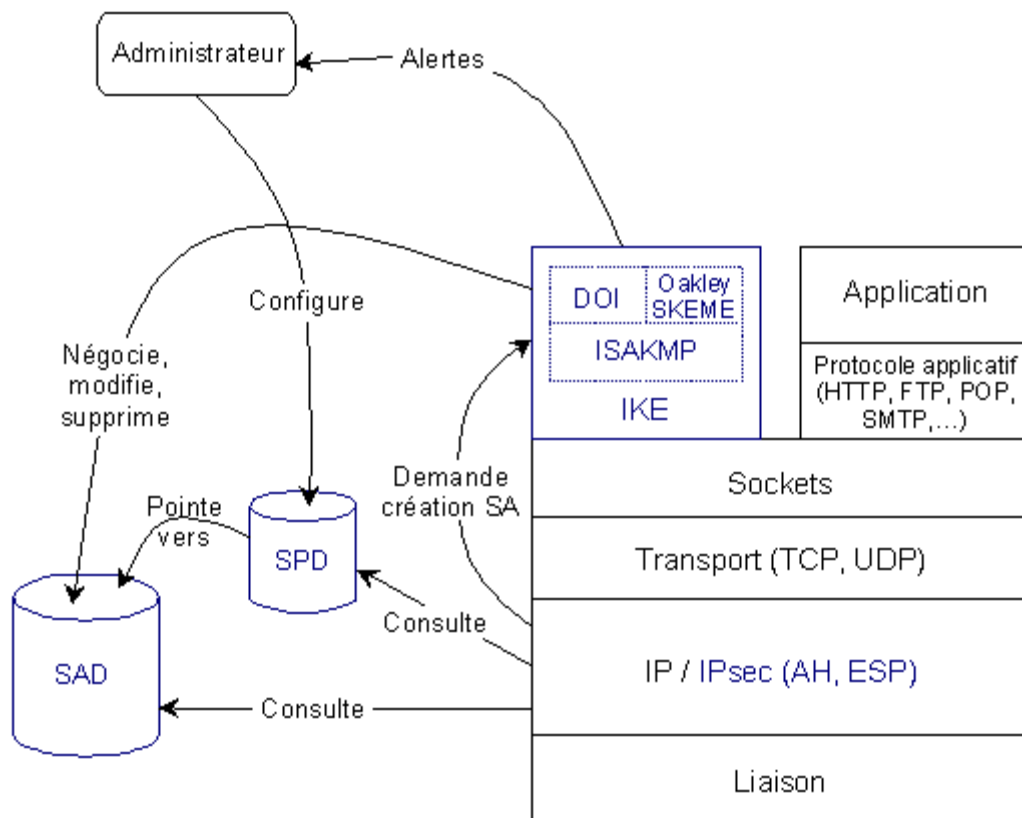 Administrateur
Alertes
Configure
Négocie,
modifie,
supprime
DOI
Oakley
SKEME
ISAKMP
IKE
Application
Protocole applicatif
(HTTP, FTP, POP,
SMTP,...)
Demande
création SA
Sockets
Pointe
vers
SPD
Transport (TCP, UDP)
Consulte
SAD
IP / IPsec (AH, ESP)
Consulte
Liaison